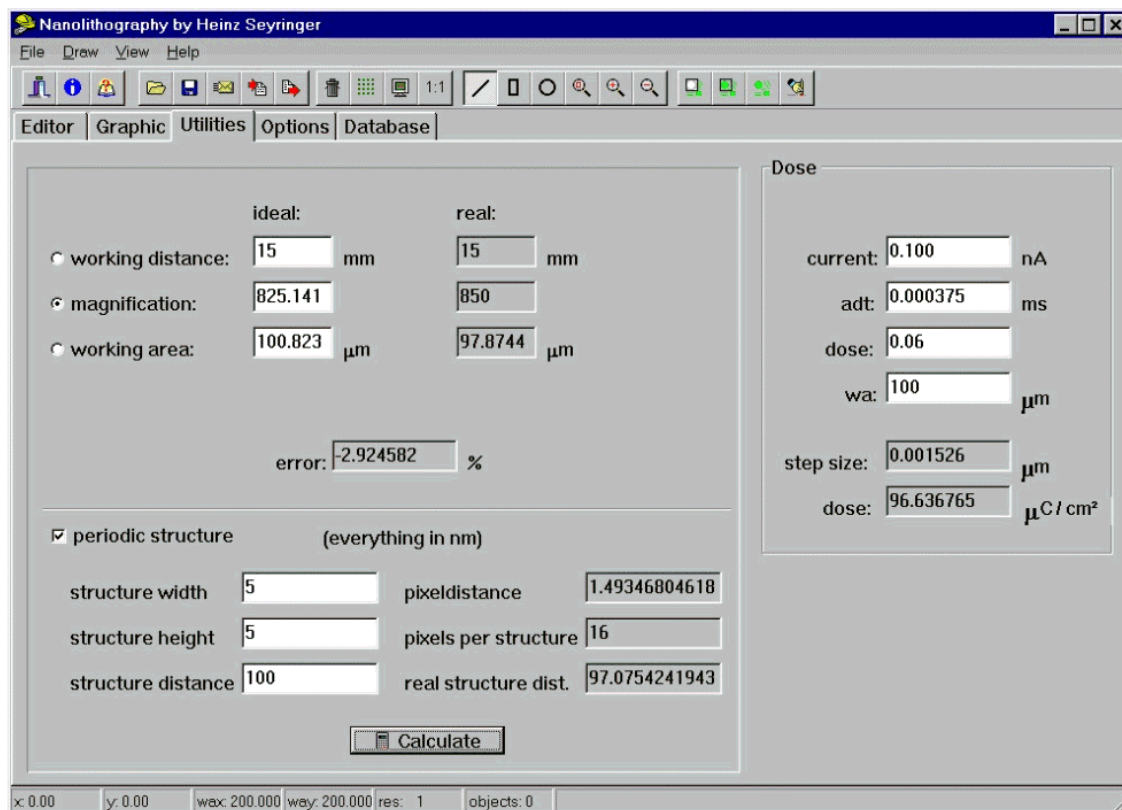 Nanolithography by Heinz Seyringer
File Draw View Help
1:1
Editor Graphic Utilities Options Database
ideal: real:
working distance: 15 mm 15 mm
magnification: 825.141 850
working area: 100.823 µm 97.8744 µm
error: -2.924582 %
periodic structure (everything in nm)
structure width 5 pixeldistance 1.49346804618
structure height 5 pixels per structure 16
structure distance 100 real structure dist. 97.0754241943
Calculate
Dose
current: 0.100 nA
adt: 0.000375 ms
dose: 0.06
wa: 100 µm
step size: 0.001526 µm
dose: 96.636765 µC / cm²
x: 0.00 y: 0.00 wax: 200.000 way: 200.000 res: 1 objects: 0